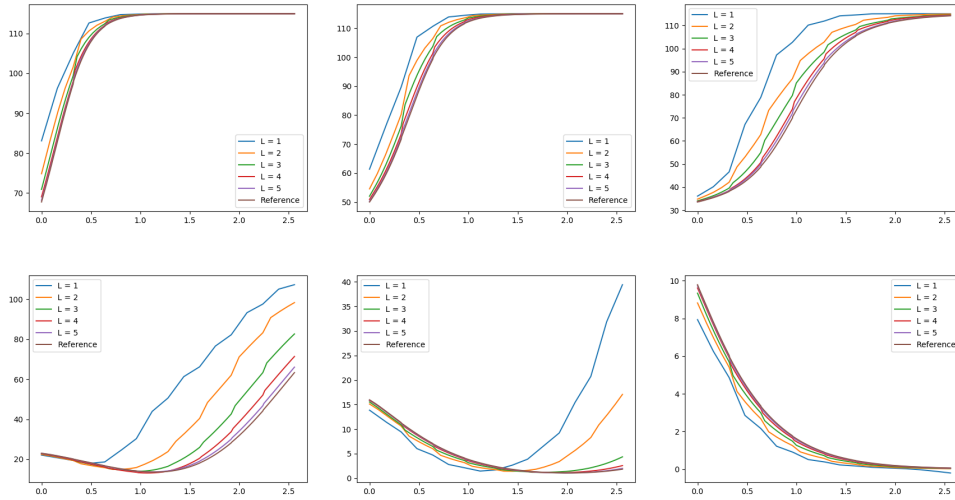 110
100
90
80
70
0.0 0.5 1.0 1.5 2.0 2.5
L = 1
L = 2
L = 3
L = 4
L = 5
Reference
110
100
90
80
70
60
50
0.0 0.5 1.0 1.5 2.0 2.5
L = 1
L = 2
L = 3
L = 4
L = 5
Reference
110
100
90
80
70
60
50
40
30
0.0 0.5 1.0 1.5 2.0 2.5
L = 1
L = 2
L = 3
L = 4
L = 5
Reference
100
80
60
40
20
0.0 0.5 1.0 1.5 2.0 2.5
L = 1
L = 2
L = 3
L = 4
L = 5
Reference
40
35
30
25
20
15
10
5
0
0.0 0.5 1.0 1.5 2.0 2.5
L = 1
L = 2
L = 3
L = 4
L = 5
Reference
10
8
6
4
2
0
0.0 0.5 1.0 1.5 2.0 2.5
L = 1
L = 2
L = 3
L = 4
L = 5
Reference